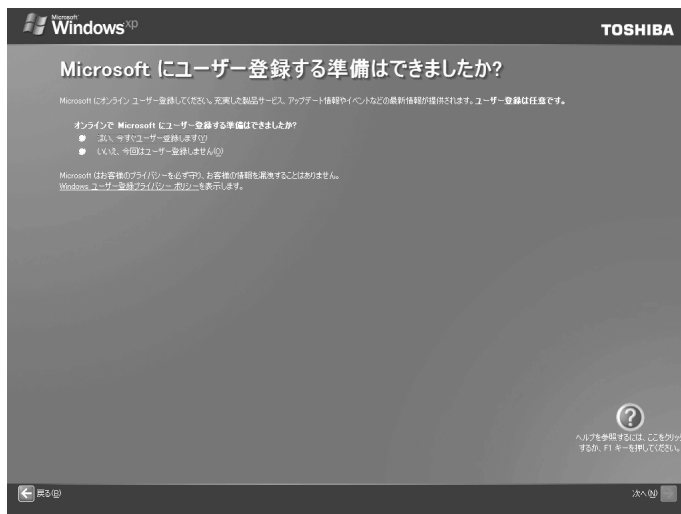 Microsoft
Windows xp
TOSHIBA
Microsoft にユーザー登録する準備はできましたか?
Microsoft にオンライン ユーザー登録してください。充実した製品サービス、アップデート情報やイベントなどの最新情報が提供されます。ユーザー登録は任意です。
オンラインで Microsoft にユーザー登録する準備はできましたか?
はい、今すぐユーザー登録します(Y)
いいえ、今回はユーザー登録しません(O)
Microsoft はお客様のプライバシーを必ず守り、お客様の情報を漏洩することはありません。
Windows ユーザー登録プライバシー ポリシーを表示します。
ヘルプを参照するには、ここをクリック
するか、F1 キーを押してください。
戻る(B)
次へ(N)